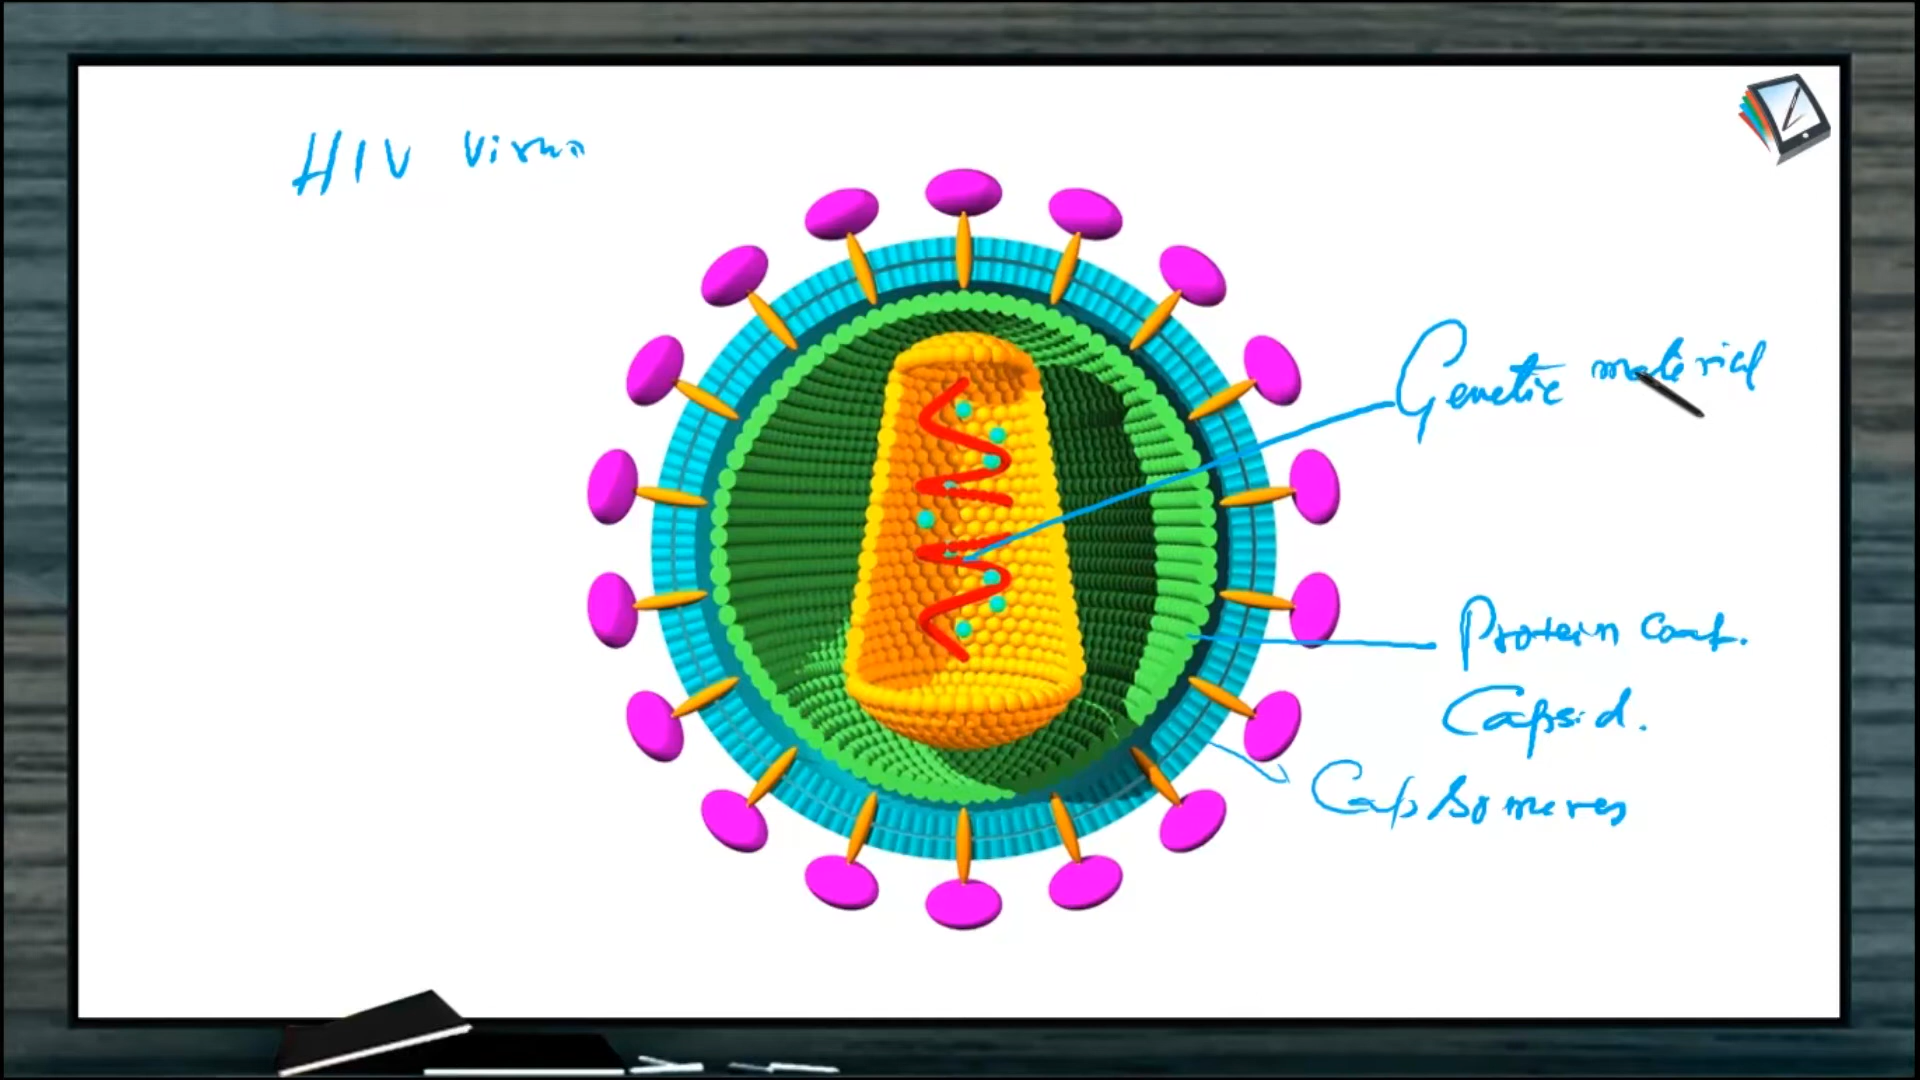 HIV Virus
Genetic material
Protein Coat.
Capsid.
Capsomeres